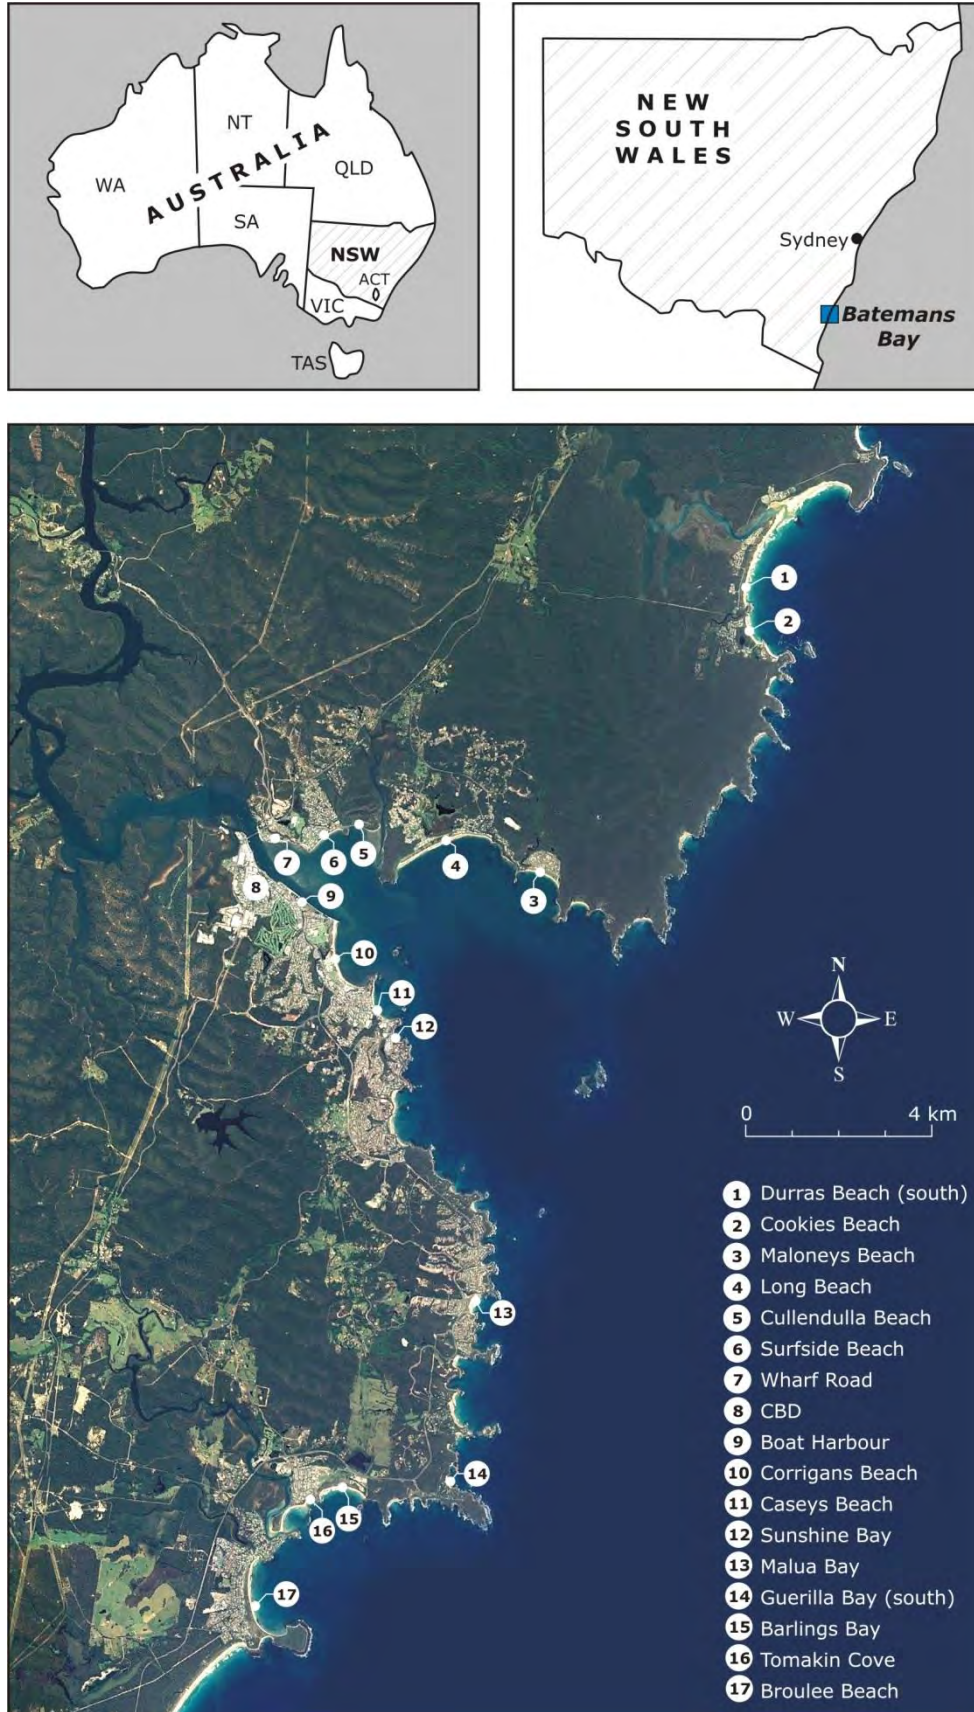 WA
NT
QLD
AUSTRALIA
SA
NSW
ACT
VIC
TAS
NEW
SOUTH
WALES
Sydney
Batemans
Bay
1
2
3
4
5
6
7
8
9
10
11
12
13
14
15
16
17
N
W E
S
0 4 km
1 Durras Beach (south)
2 Cookies Beach
3 Maloneys Beach
4 Long Beach
5 Cullendulla Beach
6 Surfside Beach
7 Wharf Road
8 CBD
9 Boat Harbour
10 Corrigans Beach
11 Caseys Beach
12 Sunshine Bay
13 Malua Bay
14 Guerilla Bay (south)
15 Barlings Bay
16 Tomakin Cove
17 Broulee Beach